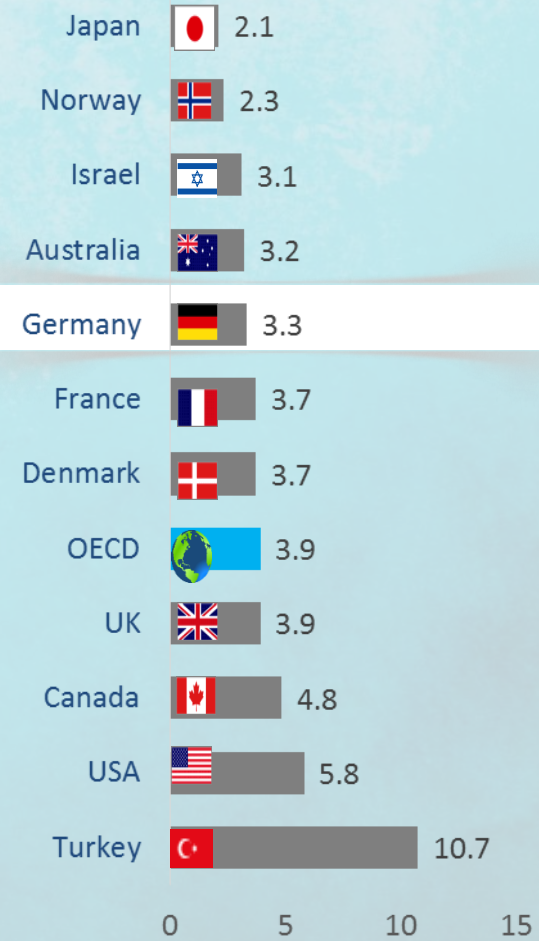 Japan 2.1
Norway 2.3
Israel 3.1
Australia 3.2
Germany 3.3
France 3.7
Denmark 3.7
OECD 3.9
UK 3.9
Canada 4.8
USA 5.8
Turkey 10.7
0 5 10 15